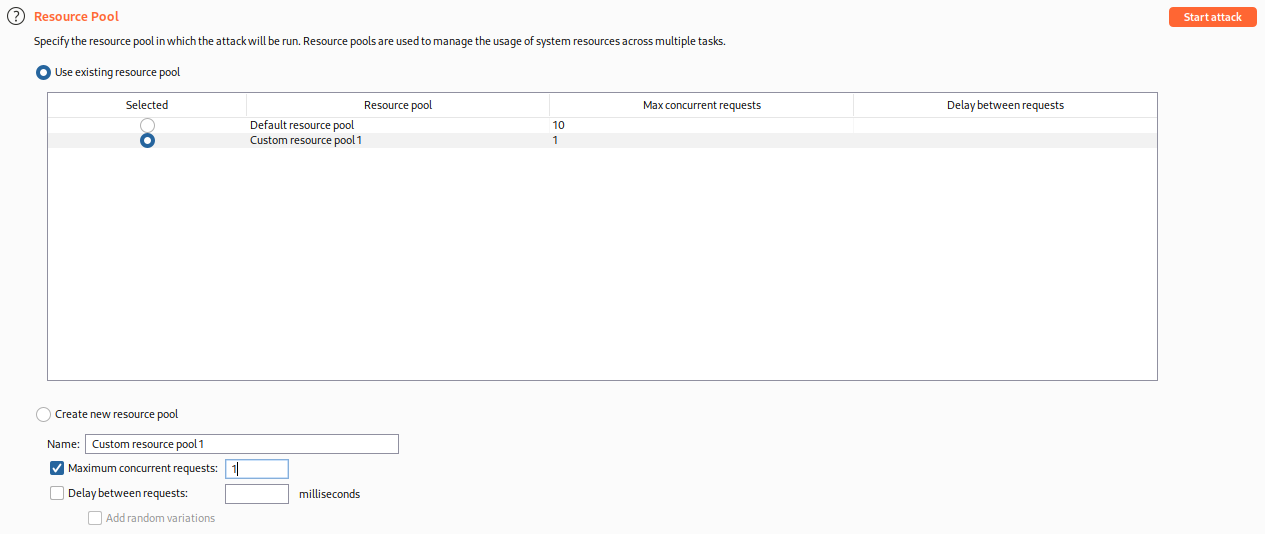 Resource Pool
Start attack
Specify the resource pool in which the attack will be run. Resource pools are used to manage the usage of system resources across multiple tasks.
Use existing resource pool
Selected Resource pool Max concurrent requests Delay between requests
Default resource pool 10
Custom resource pool 1 1
Create new resource pool
Name: Custom resource pool 1
Maximum concurrent requests: 1
Delay between requests: milliseconds
Add random variations